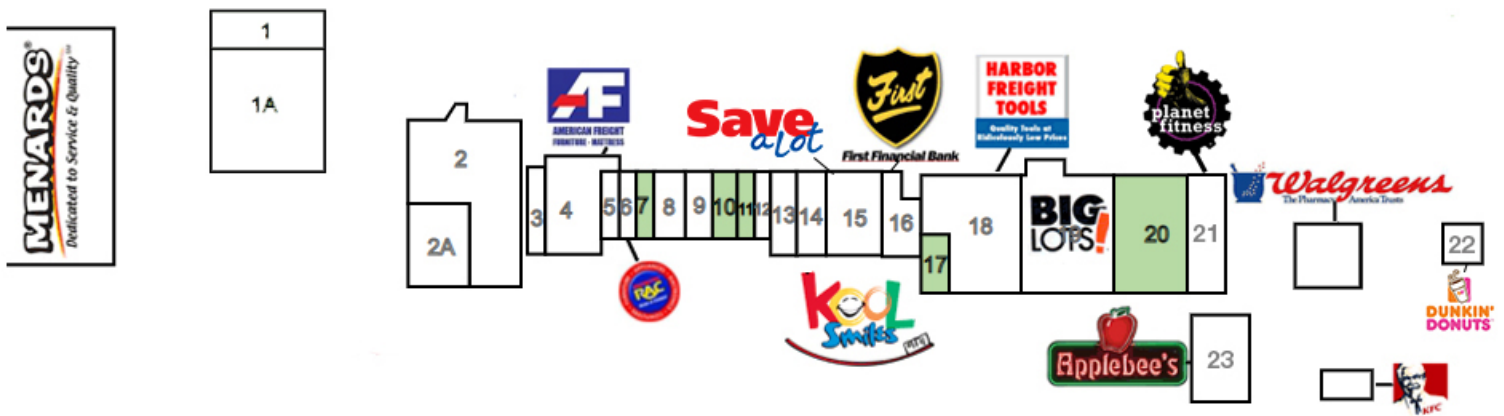 MENARDS®
Dedicated to Service & Quality
1
1A
2
2A
3
4
AF
AMERICAN FREIGHT
FURNITURE - MATTRESS
5
6
7
8
9
10
11
12
13
14
15
16
17
18
19
20
21
RAC
Save
a Lot
First
First Financial Bank
KOOL
Smiles
HARBOR
FREIGHT
TOOLS
Quality Tools at
Ridiculously Low Prices
BIG
LOTS!
planet
fitness
Walgreens
The Pharmacy America Trusts
22
DUNKIN'
DONUTS
Applebee's
23
KFC